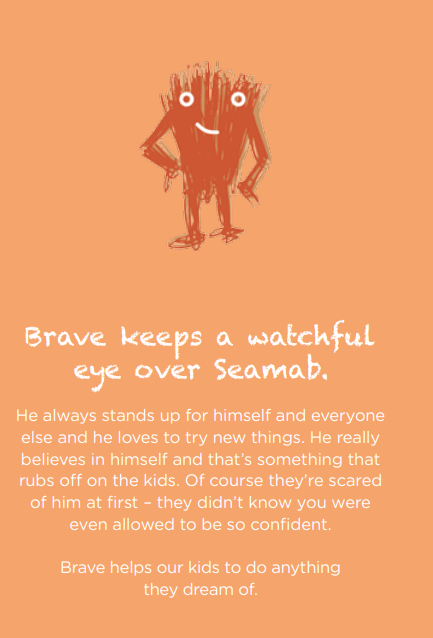 Brave keeps a watchful
eye over Seamab.
He always stands up for himself and everyone
else and he loves to try new things. He really
believes in himself and that's something that
rubs off on the kids. Of course they're scared
of him at first – they didn't know you were
even allowed to be so confident.
Brave helps our kids to do anything
they dream of.